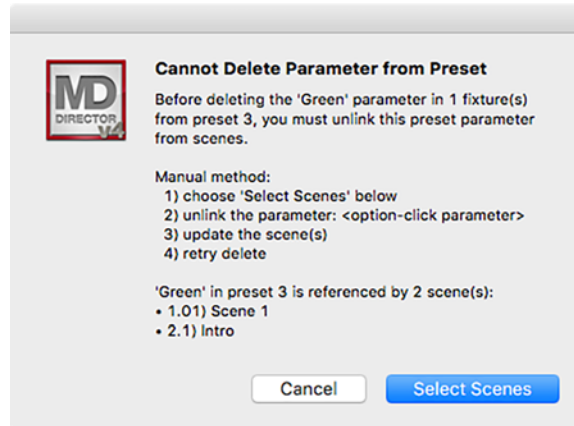 MD
DIRECTOR
v4
Cannot Delete Parameter from Preset
Before deleting the 'Green' parameter in 1 fixture(s)
from preset 3, you must unlink this preset parameter
from scenes.
Manual method:
1) choose 'Select Scenes' below
2) unlink the parameter: <option-click parameter>
3) update the scene(s)
4) retry delete
'Green' in preset 3 is referenced by 2 scene(s):
• 1.01) Scene 1
• 2.1) Intro
Cancel
Select Scenes